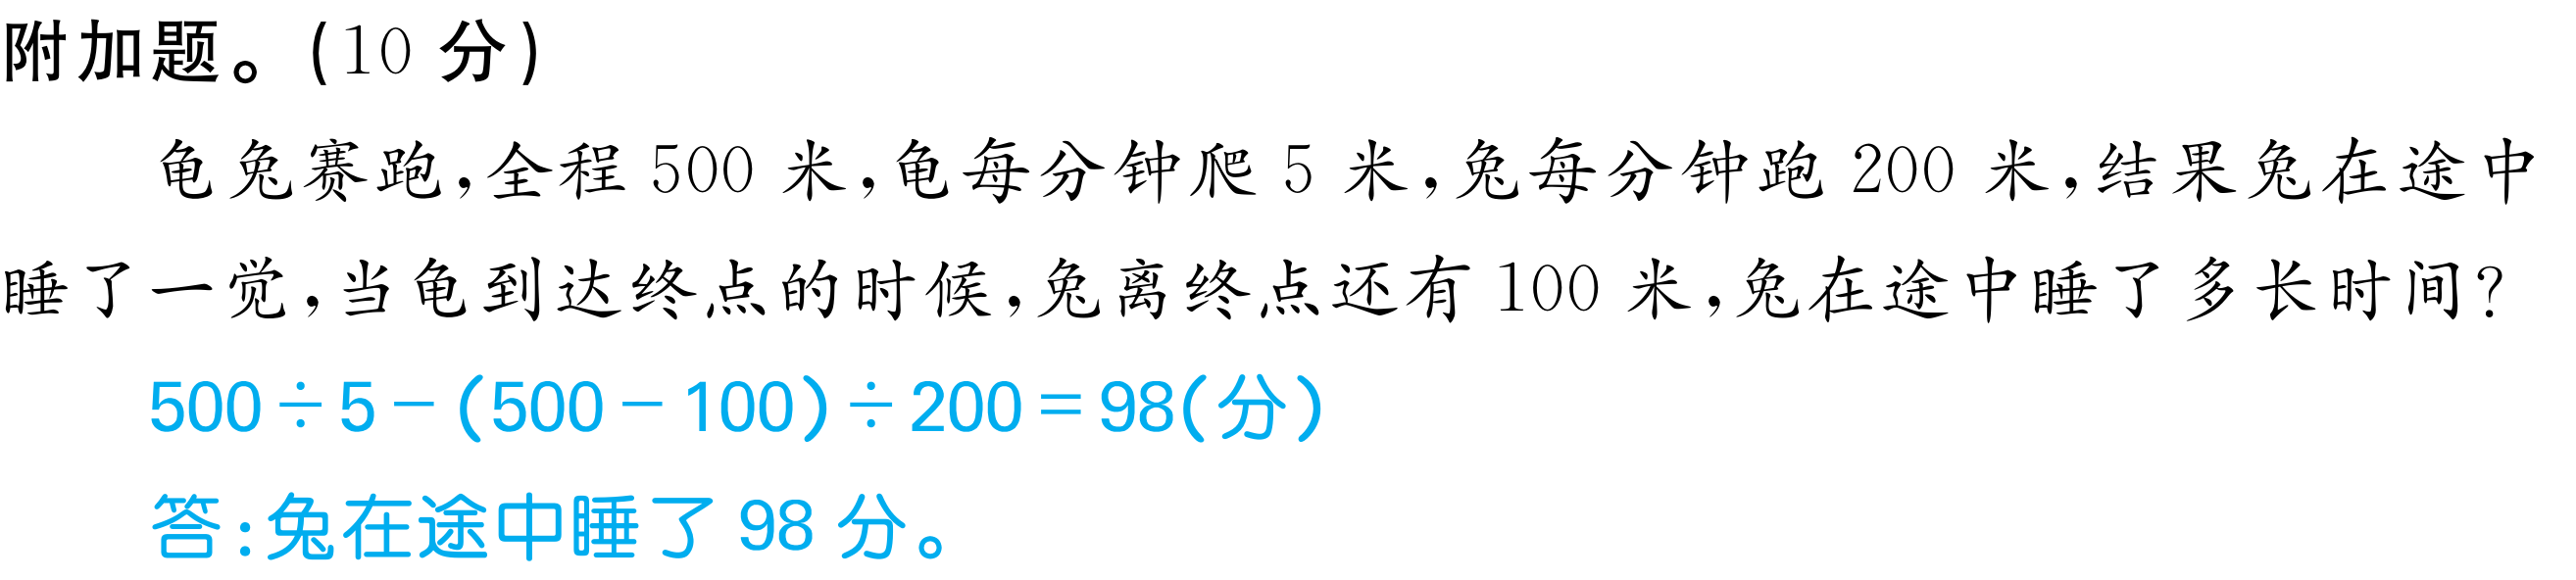 附加题。(10 分)
龟兔赛跑,全程 500 米,龟每分钟爬 5 米,兔每分钟跑 200 米,结果兔在途中
睡了一觉,当龟到达终点的时候,兔离终点还有 100 米,兔在途中睡了多长时间?
500÷5-(500-100)÷200=98(分)
答:兔在途中睡了 98 分。